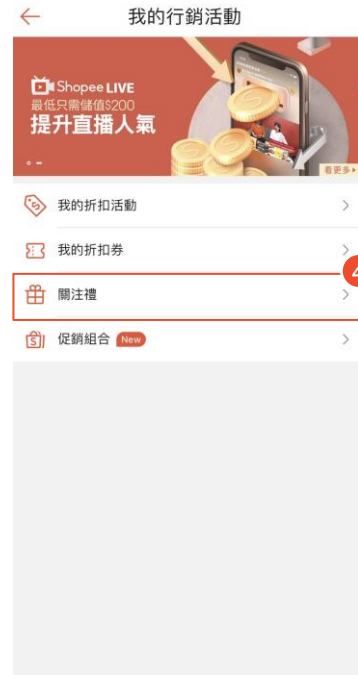 我的行銷活動
Shopee LIVE
最低只需儲值$200
提升直播人氣
看更多
我的折扣活動
我的折扣券
4
關注禮
促銷組合 New